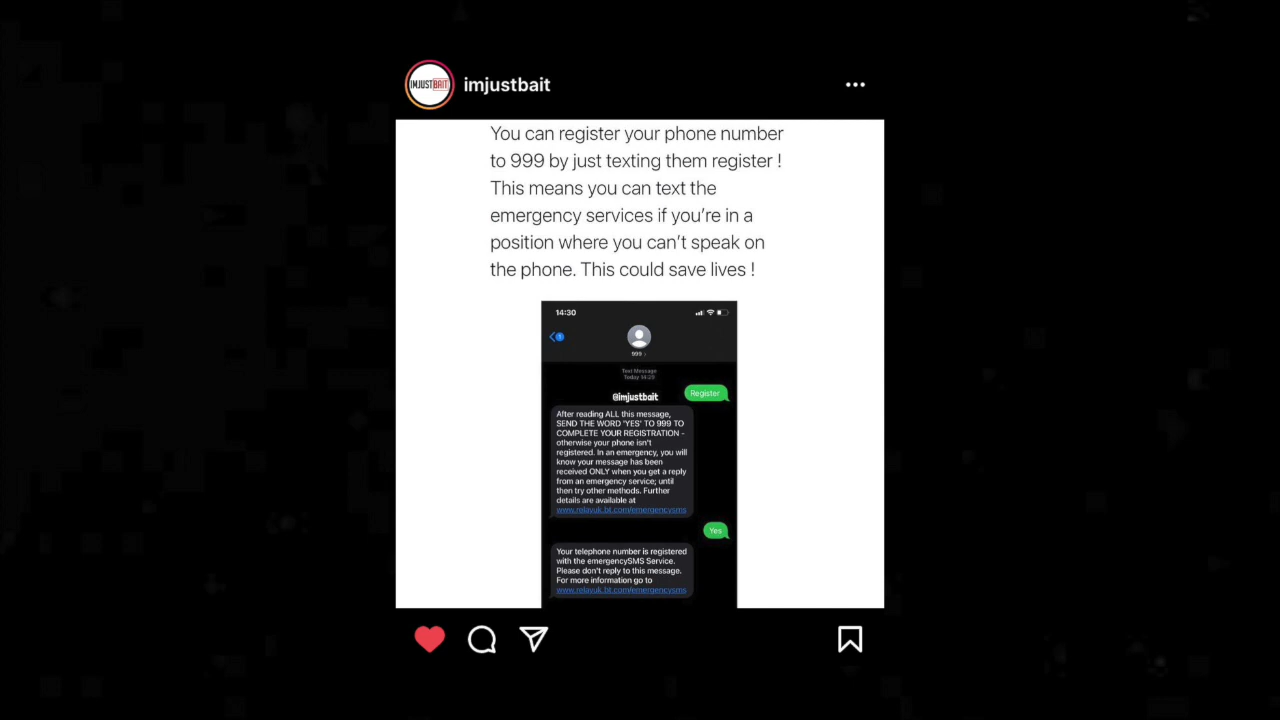 IMJUSTBAIT
imjustbait
You can register your phone number
to 999 by just texting them register !
This means you can text the
emergency services if you're in a
position where you can't speak on
the phone. This could save lives !
14:30
1
999
Text Message
Today 14:29
@imjustbait
Register
After reading ALL this message,
SEND THE WORD 'YES' TO 999 TO
COMPLETE YOUR REGISTRATION -
otherwise your phone isn't
registered. In an emergency, you will
know your message has been
received ONLY when you get a reply
from an emergency service; until
then try other methods. Further
details are available at
www.relayuk.bt.com/emergencysms
Yes
Your telephone number is registered
with the emergencySMS Service.
Please don't reply to this message.
For more information go to
www.relayuk.bt.com/emergencysms